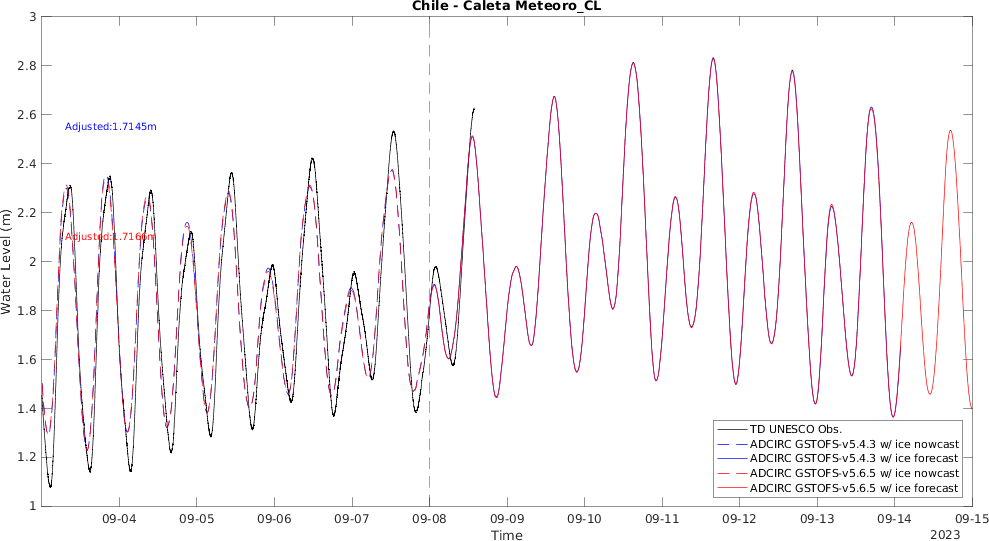 Chile - Caleta Meteoro_CL
3
2.8
2.6
2.4
2.2
2
1.8
1.6
1.4
1.2
1
Water Level (m)
Adjusted:1.7145m
Adjusted:1.7166m
TD UNESCO Obs.
ADCIRC GSTOFS-v5.4.3 w/ ice nowcast
ADCIRC GSTOFS-v5.4.3 w/ ice forecast
ADCIRC GSTOFS-v5.6.5 w/ ice nowcast
ADCIRC GSTOFS-v5.6.5 w/ ice forecast
09-04 09-05 09-06 09-07 09-08 09-09 09-10 09-11 09-12 09-13 09-14 09-15
Time
2023